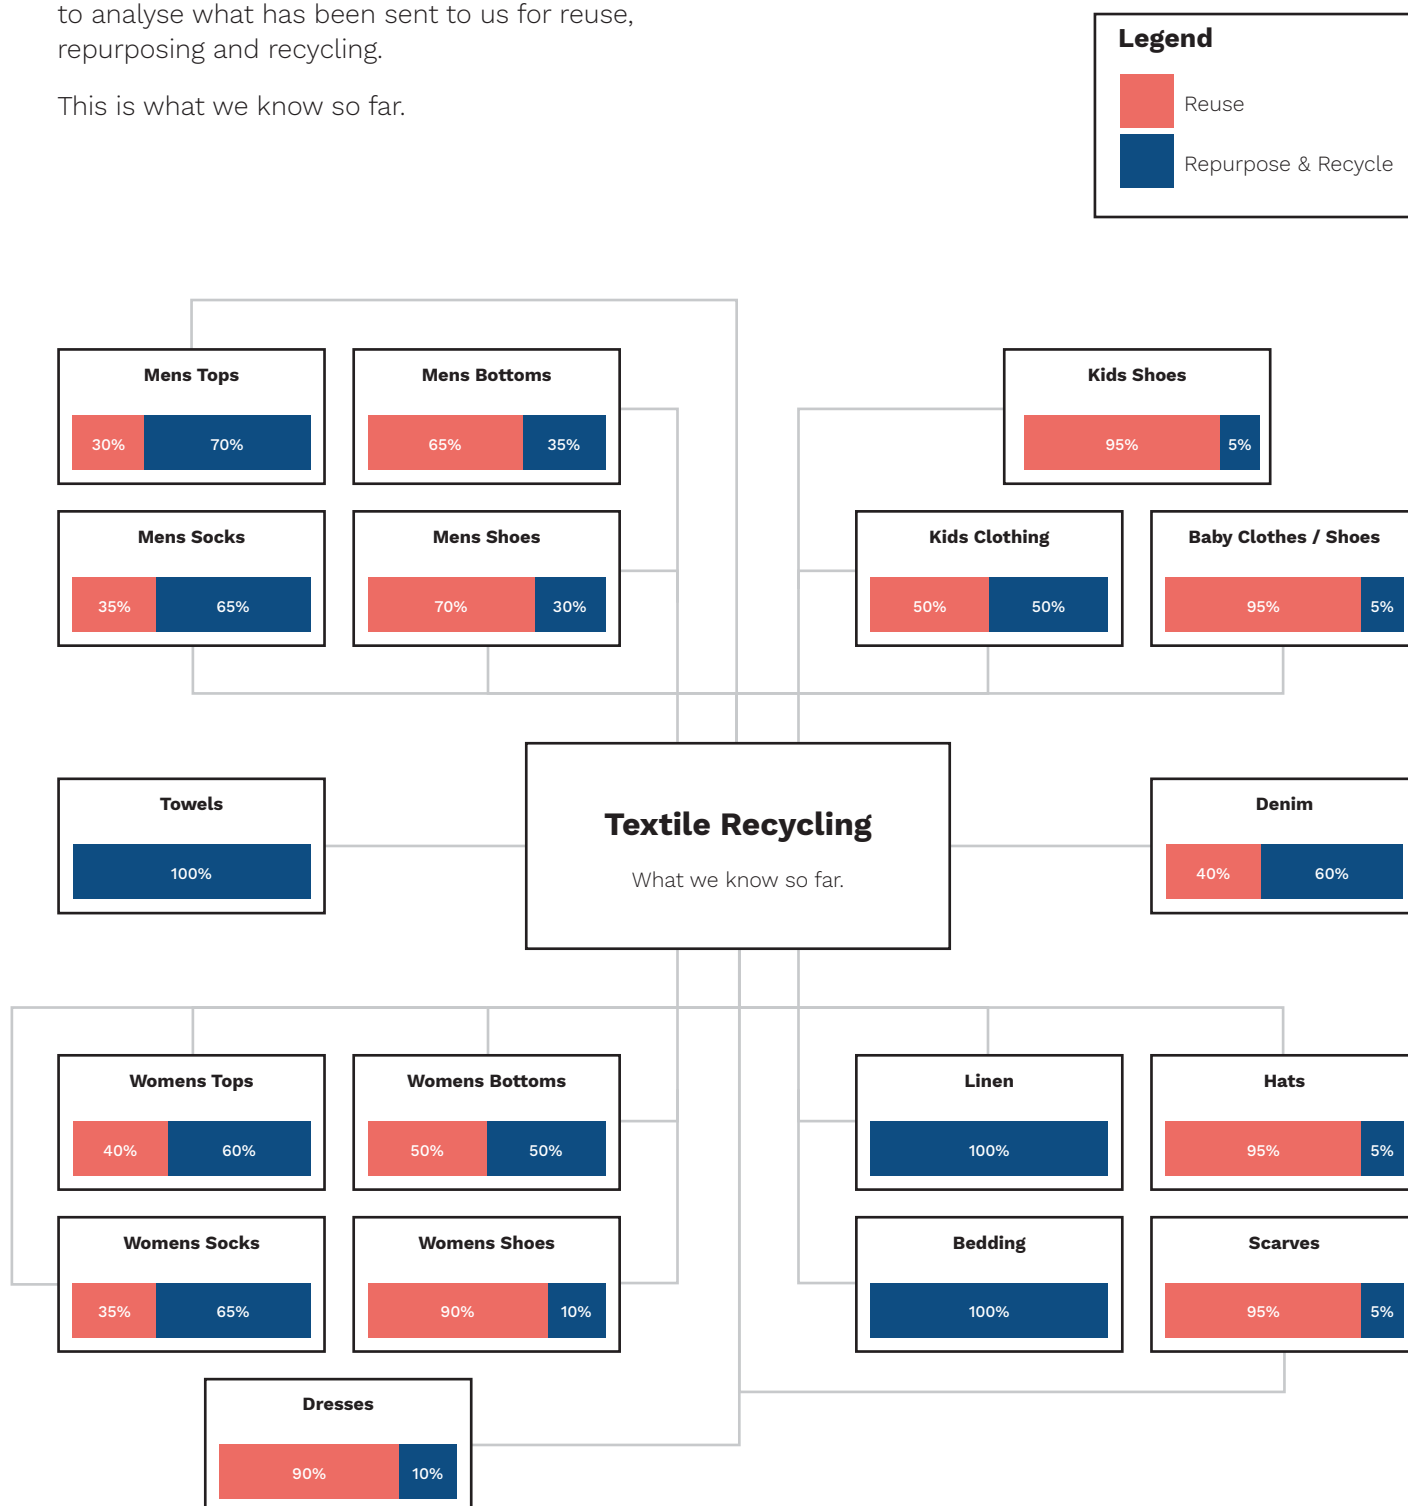 to analyse what has been sent to us for reuse,
repurposing and recycling.
This is what we know so far.
Legend
Reuse
Repurpose & Recycle
Mens Tops
30%
70%
Mens Bottoms
65%
35%
Kids Shoes
95%
5%
Mens Socks
35%
65%
Mens Shoes
70%
30%
Kids Clothing
50%
50%
Baby Clothes / Shoes
95%
5%
Towels
100%
Textile Recycling
What we know so far.
Denim
40%
60%
Womens Tops
40%
60%
Womens Bottoms
50%
50%
Linen
100%
Hats
95%
5%
Womens Socks
35%
65%
Womens Shoes
90%
10%
Bedding
100%
Scarves
95%
5%
Dresses
90%
10%